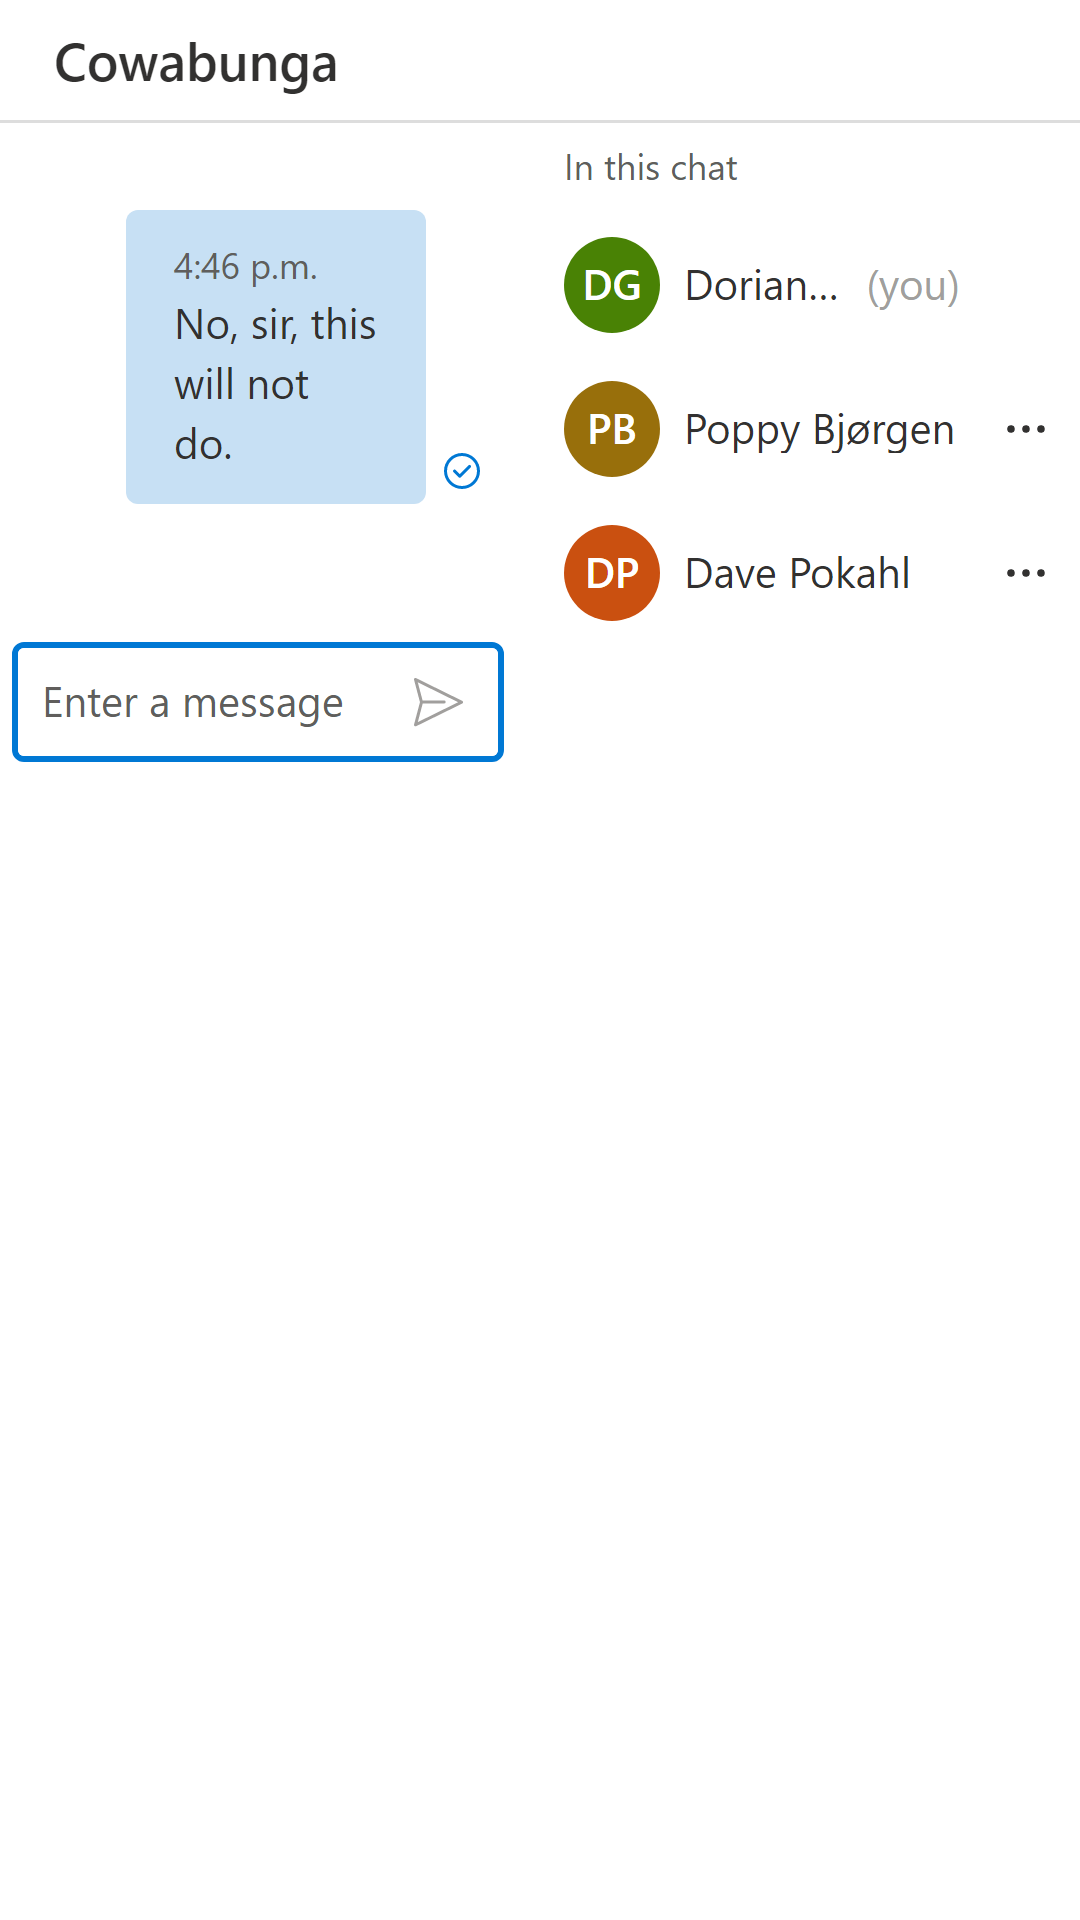 Cowabunga
4:46 p.m.
No, sir, this
will not
do.
Enter a message
In this chat
DG Dorian... (you)
PB Poppy Bjørgen
DP Dave Pokahl